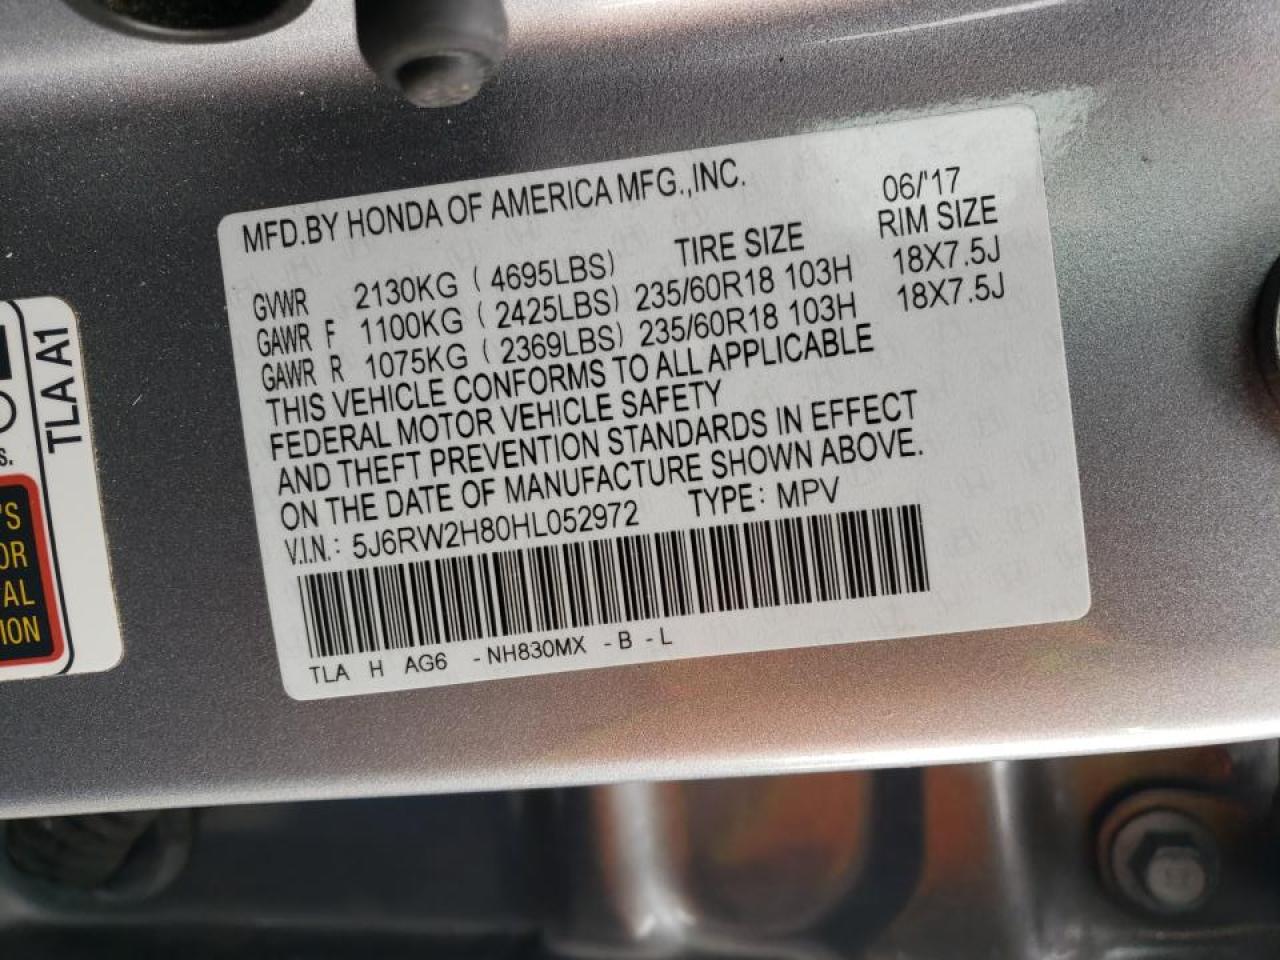 MFD.BY HONDA OF AMERICA MFG.,INC. 06/'17
TIRE SIZE RIM SIZE
GVWR 2130KG ( 4695LBS)
GAWR F 1100KG ( 2425LBS) 235/60R18 103H 18X7.5J
GAWR R 1075KG ( 2369LBS) 235/60R18 103H 18X7.5J
THIS VEHICLE CONFORMS TO ALL APPLICABLE
FEDERAL MOTOR VEHICLE SAFETY
AND THEFT PREVENTION STANDARDS IN EFFECT
ON THE DATE OF MANUFACTURE SHOWN ABOVE.
V.I.N.: 5J6RW2H80HL052972 TYPE: MPV
TLA H AG6 -NH830MX -B -L
TLA A1
s.
'S
OR
AL
ION